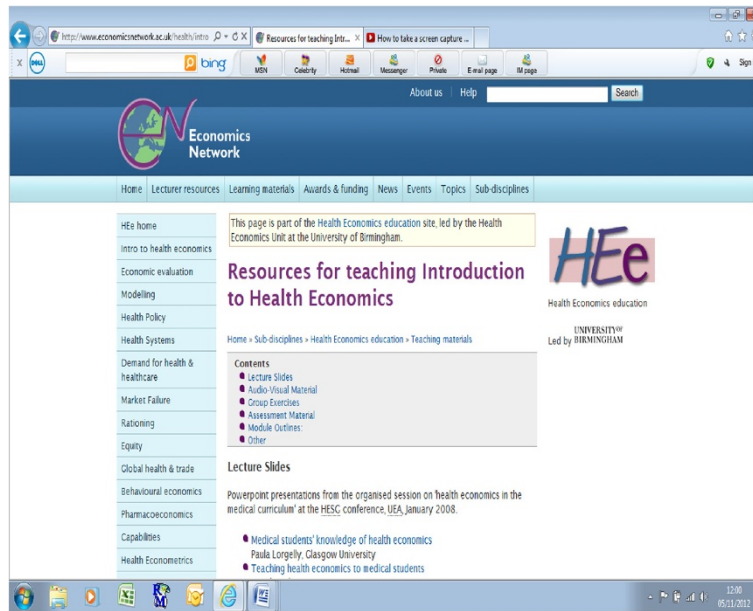 http://www.economicsnetwork.ac.uk/health/intro
Resources for teaching Intr...
How to take a screen capture ...
DELL
bing
MSN
Celebrity
Hotmail
Messenger
Private
E-mail page
IM page
Sign
About us
Help
Search
Economics
Network
Home
Lecturer resources
Learning materials
Awards & funding
News
Events
Topics
Sub-disciplines
HEe home
Intro to health economics
Economic evaluation
Modelling
Health Policy
Health Systems
Demand for health &
healthcare
Market Failure
Rationing
Equity
Global health & trade
Behavioural economics
Pharmacoeconomics
Capabilities
Health Econometrics
This page is part of the Health Economics education site, led by the Health
Economics Unit at the University of Birmingham.
Resources for teaching Introduction
to Health Economics
Home » Sub-disciplines » Health Economics education » Teaching materials
Contents
Lecture Slides
Audio-Visual Material
Group Exercises
Assessment Material
Module Outlines:
Other
Lecture Slides
Powerpoint presentations from the organised session on 'health economics in the
medical curriculum' at the HESG conference, UEA, January 2008.
Medical students' knowledge of health economics
Paula Lorgelly, Glasgow University
Teaching health economics to medical students
HEe
Health Economics education
Led by UNIVERSITY OF BIRMINGHAM
12:00
05/11/2012